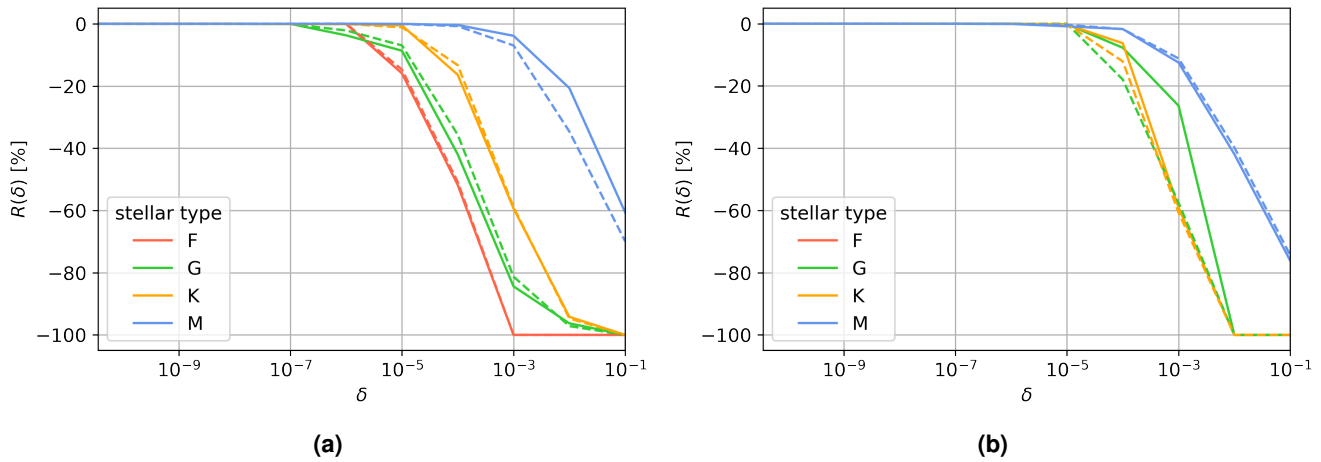 0
−20
−40
−60
−80
−100
R(δ) [%]
stellar type
F
G
K
M
10⁻⁹
10⁻⁷
10⁻⁵
10⁻³
10⁻¹
δ
(a)
0
−20
−40
−60
−80
−100
R(δ) [%]
stellar type
F
G
K
M
10⁻⁹
10⁻⁷
10⁻⁵
10⁻³
10⁻¹
δ
(b)